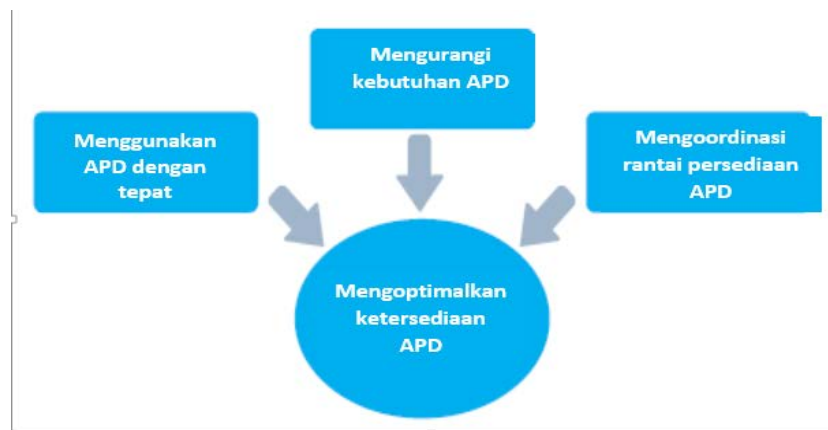 Mengurangi
kebutuhan APD
Menggunakan
APD dengan
tepat
Mengoordinasi
rantai persediaan
APD
Mengoptimalkan
ketersediaan
APD